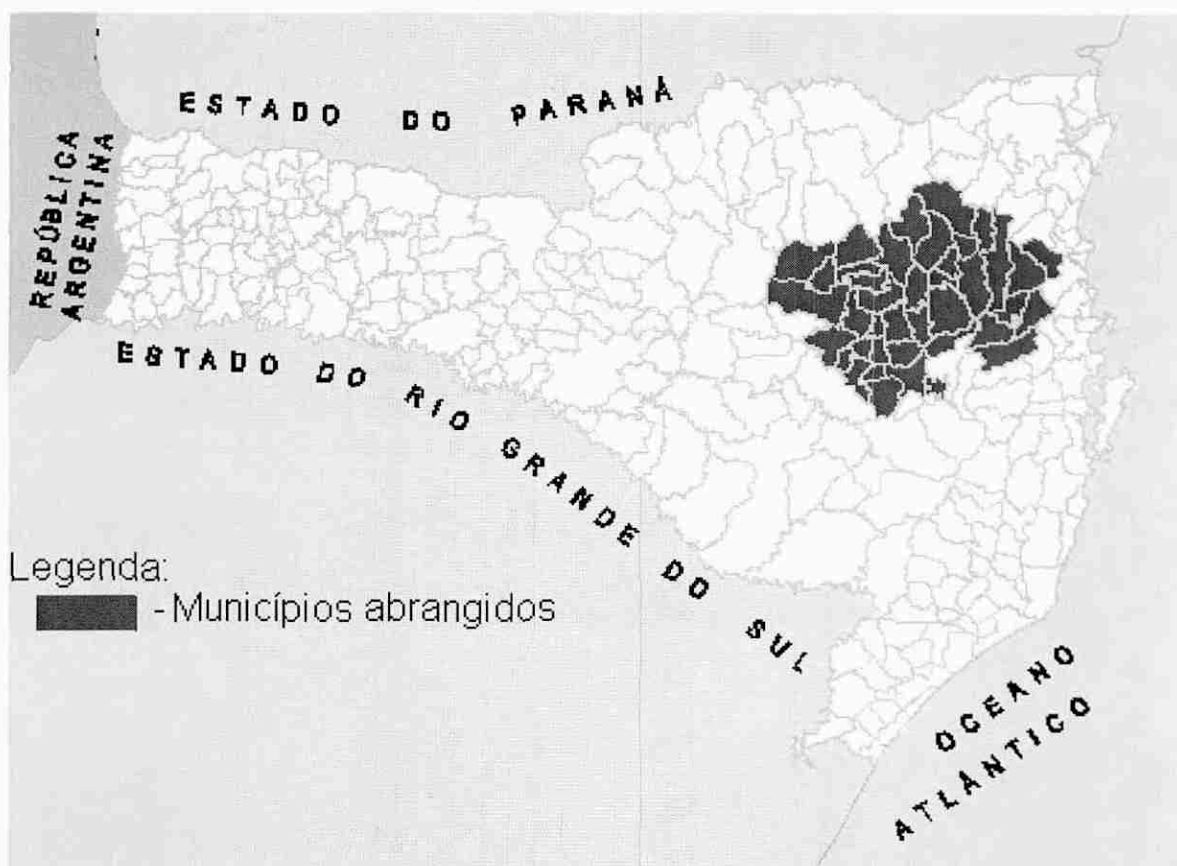 ESTADO DO PARANÁ
REPÚBLICA
ARGENTINA
ESTADO DO RIO GRANDE DO SUL
Legenda:
- Municípios abrangidos
OCEANO
ATLÂNTICO